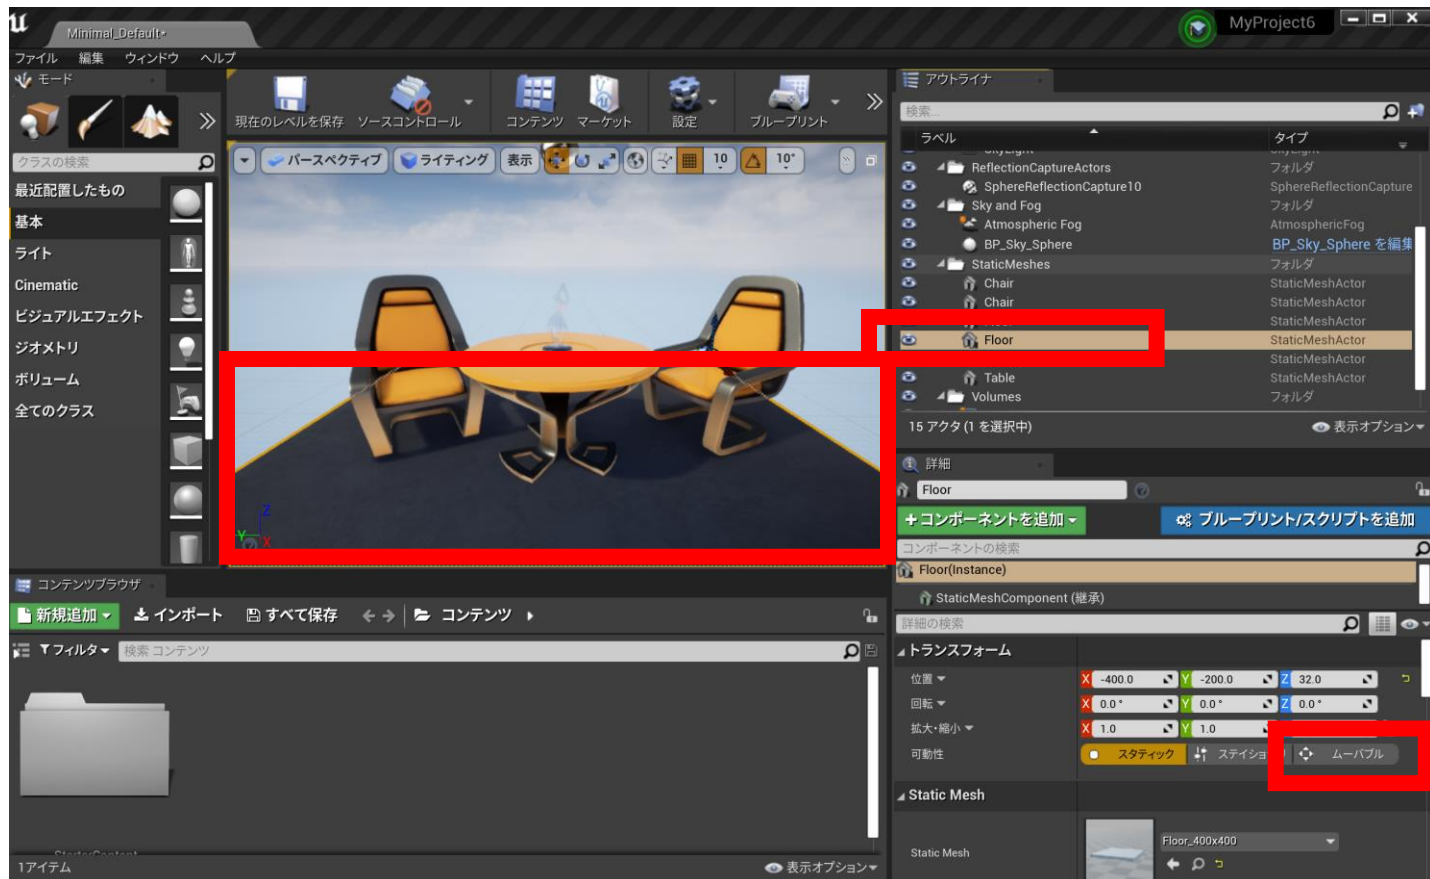 Minimal_Default•
MyProject6
ファイル 編集 ウィンドウ ヘルプ
モード
クラスの検索
最近配置したもの
基本
ライト
Cinematic
ビジュアルエフェクト
ジオメトリ
ボリューム
全てのクラス
現在のレベルを保存 ソースコントロール コンテンツ マーケット 設定 ブループリント
パースペクティブ ライティング 表示 10 10°
Z
Y X
アウトライナ
検索...
ラベル タイプ
SkyLight SkyLight
ReflectionCaptureActors フォルダ
SphereReflectionCapture10 SphereReflectionCapture
Sky and Fog フォルダ
Atmospheric Fog AtmosphericFog
BP_Sky_Sphere BP_Sky_Sphere を編集
StaticMeshes フォルダ
Chair StaticMeshActor
Chair StaticMeshActor
Floor StaticMeshActor
Floor StaticMeshActor
StaticMeshActor
Table StaticMeshActor
Volumes フォルダ
15 アクタ (1 を選択中) 表示オプション
詳細
Floor
+コンポーネントを追加 ブループリント/スクリプトを追加
コンポーネントの検索
Floor(Instance)
StaticMeshComponent (継承)
詳細の検索
トランスフォーム
位置 X -400.0 Y -200.0 Z 32.0
回転 X 0.0° Y 0.0° Z 0.0°
拡大・縮小 X 1.0 Y 1.0
可動性 スタティック ステイショ ムーバブル
Static Mesh
Static Mesh Floor_400x400
コンテンツブラウザ
新規追加 インポート すべて保存 コンテンツ
フィルタ 検索 コンテンツ
StarterContent
1アイテム 表示オプション